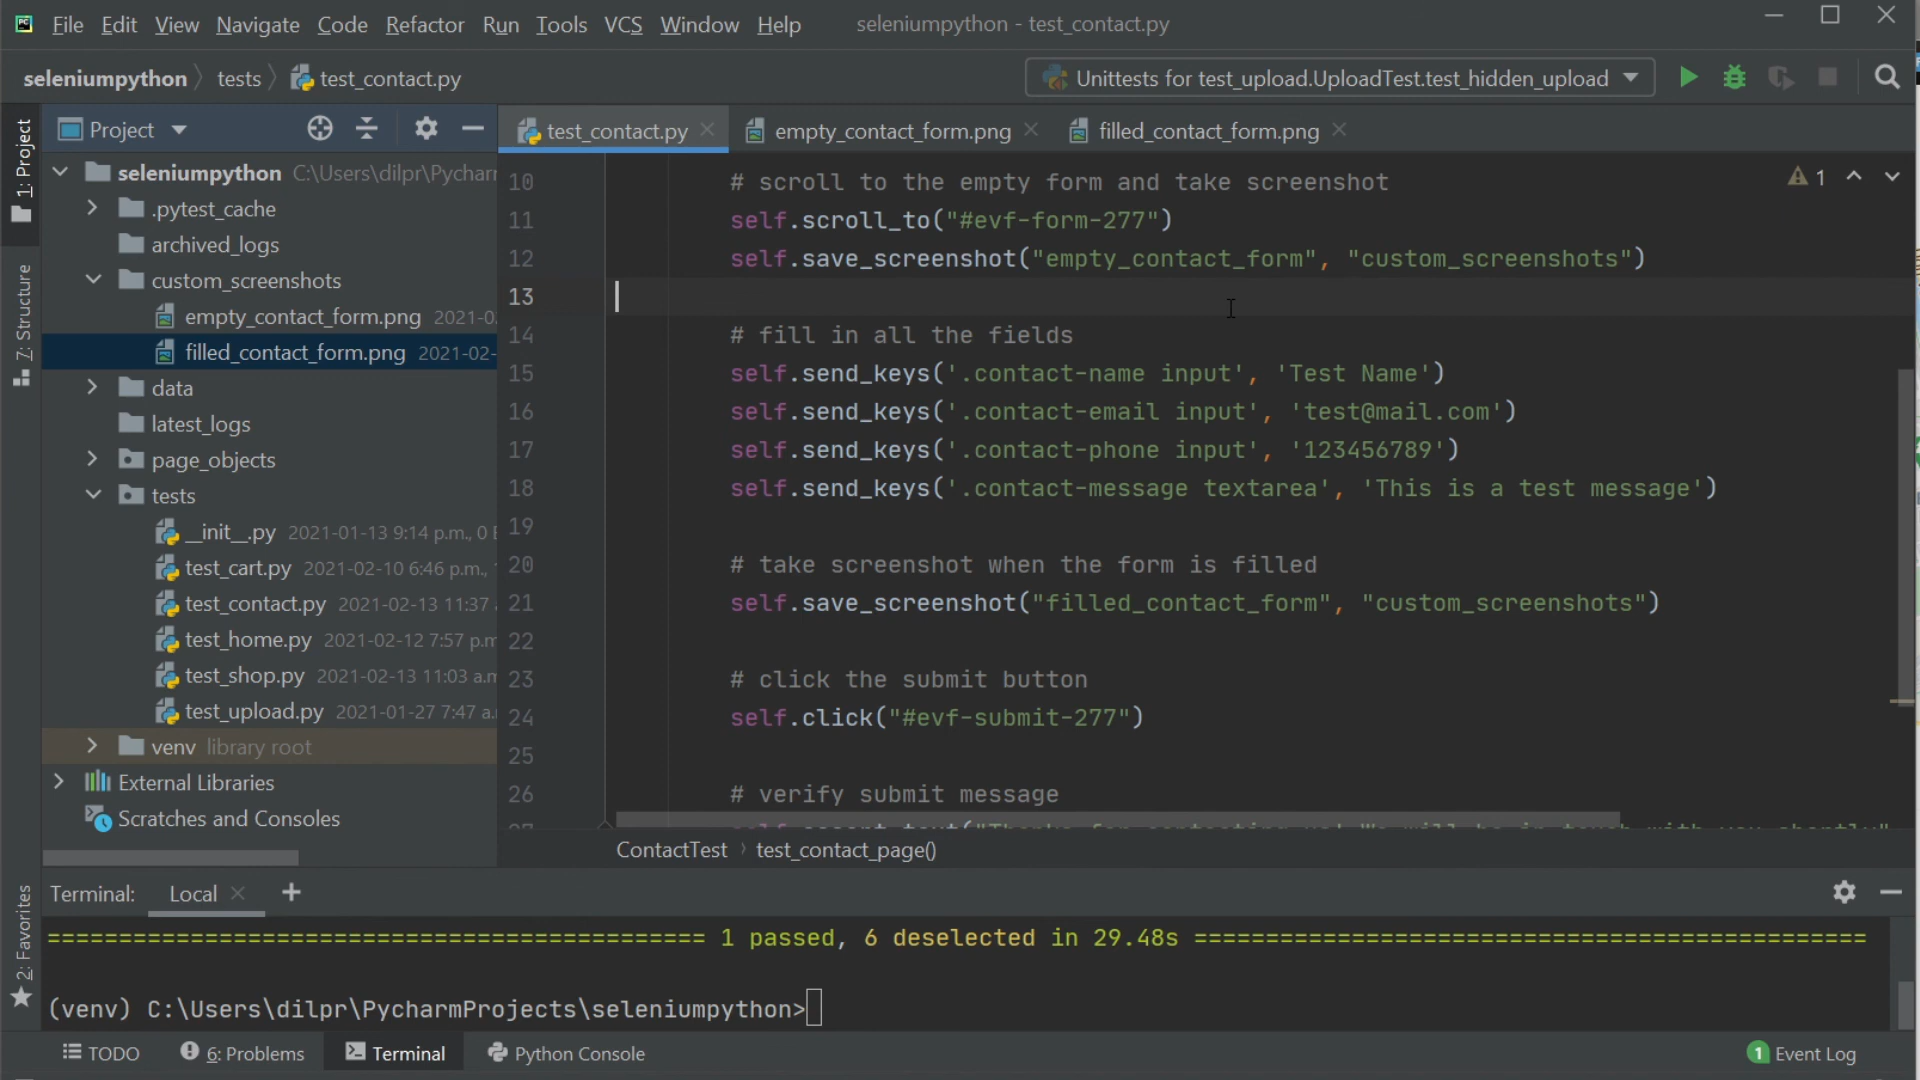 File Edit View Navigate Code Refactor Run Tools VCS Window Help seleniumpython - test_contact.py
seleniumpython tests test_contact.py Unittests for test_upload.UploadTest.test_hidden_upload
Project
test_contact.py empty_contact_form.png filled_contact_form.png
1: Project
Z: Structure
2: Favorites
seleniumpython C:\Users\dilpr\Pycharm
.pytest_cache
archived_logs
custom_screenshots
empty_contact_form.png 2021-02
filled_contact_form.png 2021-02-
data
latest_logs
page_objects
tests
__init__.py 2021-01-13 9:14 p.m., 0
test_cart.py 2021-02-10 6:46 p.m.,
test_contact.py 2021-02-13 11:37
test_home.py 2021-02-12 7:57 p.m
test_shop.py 2021-02-13 11:03 a.m
test_upload.py 2021-01-27 7:47 a.
venv library root
External Libraries
Scratches and Consoles
1
10 # scroll to the empty form and take screenshot
11 self.scroll_to("#evf-form-277")
12 self.save_screenshot("empty_contact_form", "custom_screenshots")
13
14 # fill in all the fields
15 self.send_keys('.contact-name input', 'Test Name')
16 self.send_keys('.contact-email input', 'test@mail.com')
17 self.send_keys('.contact-phone input', '123456789')
18 self.send_keys('.contact-message textarea', 'This is a test message')
19
20 # take screenshot when the form is filled
21 self.save_screenshot("filled_contact_form", "custom_screenshots")
22
23 # click the submit button
24 self.click("#evf-submit-277")
25
26 # verify submit message
ContactTest test_contact_page()
Terminal: Local
============================================== 1 passed, 6 deselected in 29.48s ===============================================
(venv) C:\Users\dilpr\PycharmProjects\seleniumpython>
TODO 6: Problems Terminal Python Console 1 Event Log